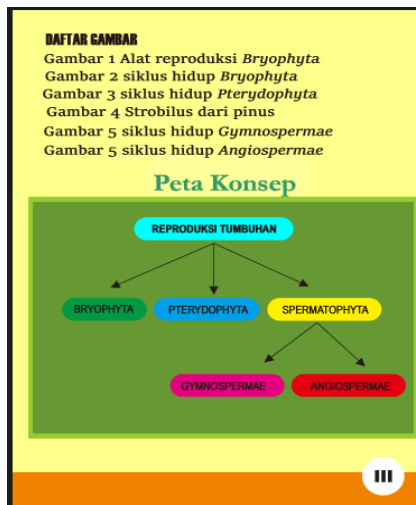 DAFTAR GAMBAR
Gambar 1 Alat reproduksi Bryophyta
Gambar 2 siklus hidup Bryophyta
Gambar 3 siklus hidup Pterydophyta
Gambar 4 Strobilus dari pinus
Gambar 5 siklus hidup Gymnospermae
Gambar 5 siklus hidup Angiospermae
Peta Konsep
REPRODUKSI TUMBUHAN
BRYOPHYTA PTERYDOPHYTA SPERMATOPHYTA
GYMNOSPERMAE ANGIOSPERMAE
III